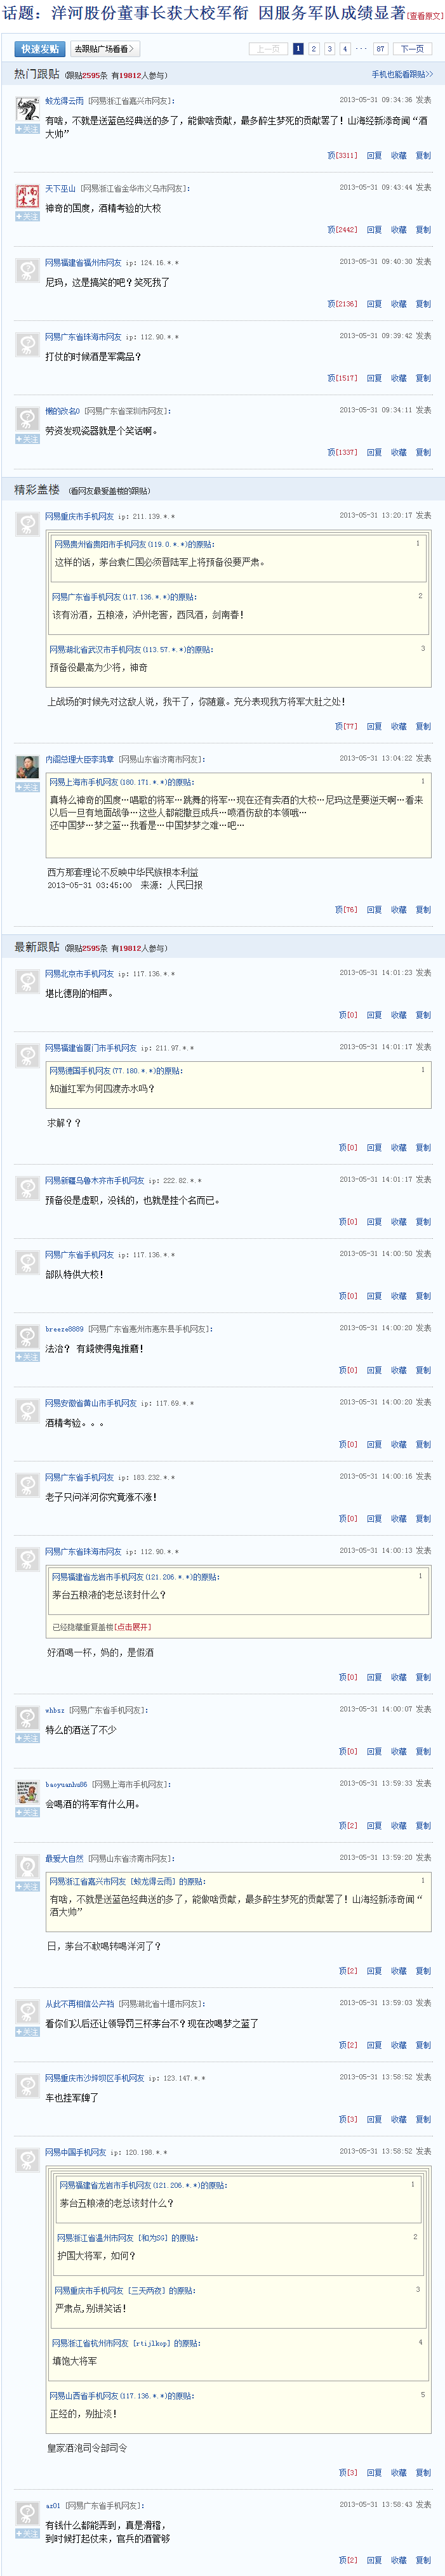 话题：洋河股份董事长获大校军衔 因服务军队成绩显著[查看原文]
快速发贴 去跟贴广场看看> 上一页 1 2 3 4 ... 87 下一页
热门跟贴 (跟贴2595条 有19812人参与) 手机也能看跟贴>>
蛟龙得云雨 [网易浙江省嘉兴市网友]： 2013-05-31 09:34:36 发表
+关注
有啥，不就是送蓝色经典送的多了，能做啥贡献，最多醉生梦死的贡献罢了！山海经新添奇闻“酒
大帅”
顶[3311] 回复 收藏 复制
天下巫山 [网易浙江省金华市义乌市网友]： 2013-05-31 09:43:44 发表
+关注
神奇的国度，酒精考验的大校
顶[2442] 回复 收藏 复制
网易福建省福州市网友 ip: 124.16.*.* 2013-05-31 09:40:30 发表
尼玛，这是搞笑的吧？笑死我了
顶[2136] 回复 收藏 复制
网易广东省珠海市网友 ip: 112.90.*.* 2013-05-31 09:39:42 发表
打仗的时候酒是军需品？
顶[1517] 回复 收藏 复制
懒的改名0 [网易广东省深圳市网友]： 2013-05-31 09:34:11 发表
+关注
劳资发现瓷器就是个笑话啊。
顶[1337] 回复 收藏 复制
精彩盖楼 (看网友最爱盖楼的跟贴)
网易重庆市手机网友 ip: 211.139.*.* 2013-05-31 13:20:17 发表
网易贵州省贵阳市手机网友(119.0.*.*)的原贴： 1
这样的话，茅台袁仁国必须晋陆军上将预备役要严肃。
网易广东省手机网友(117.136.*.*)的原贴： 2
该有汾酒，五粮液，泸州老窖，西凤酒，剑南春！
网易湖北省武汉市手机网友(113.57.*.*)的原贴： 3
预备役最高为少将，神奇
上战场的时候先对这敌人说，我干了，你随意。充分表现我方将军大肚之处！
顶[77] 回复 收藏 复制
内阁总理大臣李鸿章 [网易山东省济南市网友]： 2013-05-31 13:04:22 发表
+关注
网易上海市手机网友(180.171.*.*)的原贴： 1
真特么神奇的国度…唱歌的将军…跳舞的将军…现在还有卖酒的大校…尼玛这是要逆天啊…看来
以后一旦有地面战争…这些人都能撒豆成兵…喷酒伤敌的本领哦…
还中国梦…梦之蓝…我看是…中国梦梦之难…吧…
西方那套理论不反映中华民族根本利益
2013-05-31 03:45:00 来源: 人民日报
顶[76] 回复 收藏 复制
最新跟贴 (跟贴2595条 有19812人参与)
网易北京市手机网友 ip: 117.136.*.* 2013-05-31 14:01:23 发表
堪比德刚的相声。
顶[0] 回复 收藏 复制
网易福建省厦门市手机网友 ip: 211.97.*.* 2013-05-31 14:01:17 发表
网易德国手机网友(77.180.*.*)的原贴： 1
知道红军为何四渡赤水吗？
求解？？
顶[0] 回复 收藏 复制
网易新疆乌鲁木齐市手机网友 ip: 222.82.*.* 2013-05-31 14:01:17 发表
预备役是虚职，没钱的，也就是挂个名而已。
顶[0] 回复 收藏 复制
网易广东省手机网友 ip: 117.136.*.* 2013-05-31 14:00:50 发表
部队特供大校！
顶[0] 回复 收藏 复制
breeze8889 [网易广东省惠州市惠东县手机网友]： 2013-05-31 14:00:20 发表
+关注
法治？ 有錢使得鬼推磨！
顶[0] 回复 收藏 复制
网易安徽省黄山市手机网友 ip: 117.69.*.* 2013-05-31 14:00:20 发表
酒精考验。。。
顶[0] 回复 收藏 复制
网易广东省手机网友 ip: 183.232.*.* 2013-05-31 14:00:16 发表
老子只问洋河你究竟涨不涨！
顶[0] 回复 收藏 复制
网易广东省珠海市网友 ip: 112.90.*.* 2013-05-31 14:00:13 发表
网易福建省龙岩市手机网友(121.206.*.*)的原贴： 1
茅台五粮液的老总该封什么？
已经隐藏重复盖楼[点击展开]
好酒喝一杯，妈的，是假酒
顶[0] 回复 收藏 复制
whbxz [网易广东省手机网友]： 2013-05-31 14:00:07 发表
+关注
特么的酒送了不少
顶[0] 回复 收藏 复制
baoyuanhu86 [网易上海市手机网友]： 2013-05-31 13:59:33 发表
+关注
会喝酒的将军有什么用。
顶[2] 回复 收藏 复制
最爱大自然 [网易山东省济南市网友]： 2013-05-31 13:59:20 发表
+关注
网易浙江省嘉兴市网友 [蛟龙得云雨] 的原贴： 1
有啥，不就是送蓝色经典送的多了，能做啥贡献，最多醉生梦死的贡献罢了！山海经新添奇闻“
酒大帅”
日，茅台不敢喝转喝洋河了？
顶[2] 回复 收藏 复制
从此不再相信公产裆 [网易湖北省十堰市网友]： 2013-05-31 13:59:03 发表
+关注
看你们以后还让领导罚三杯茅台不？现在改喝梦之蓝了
顶[2] 回复 收藏 复制
网易重庆市沙坪坝区手机网友 ip: 123.147.*.* 2013-05-31 13:58:52 发表
车也挂军牌了
顶[3] 回复 收藏 复制
网易中国手机网友 ip: 120.198.*.* 2013-05-31 13:58:52 发表
网易福建省龙岩市手机网友(121.206.*.*)的原贴： 1
茅台五粮液的老总该封什么？
网易浙江省温州市网友 [和为SG] 的原贴： 2
护国大将军，如何？
网易重庆市手机网友 [三天两夜] 的原贴： 3
严肃点,别讲笑话！
网易浙江省杭州市网友 [rtijlkop] 的原贴： 4
填饱大将军
网易山西省手机网友(117.136.*.*)的原贴： 5
正经的，别扯淡！
皇家酒泡司令部司令
顶[3] 回复 收藏 复制
az01 [网易广东省手机网友]： 2013-05-31 13:58:43 发表
+关注
有钱什么都能弄到，真是滑稽，
到时候打起仗来，官兵的酒管够
顶[2] 回复 收藏 复制